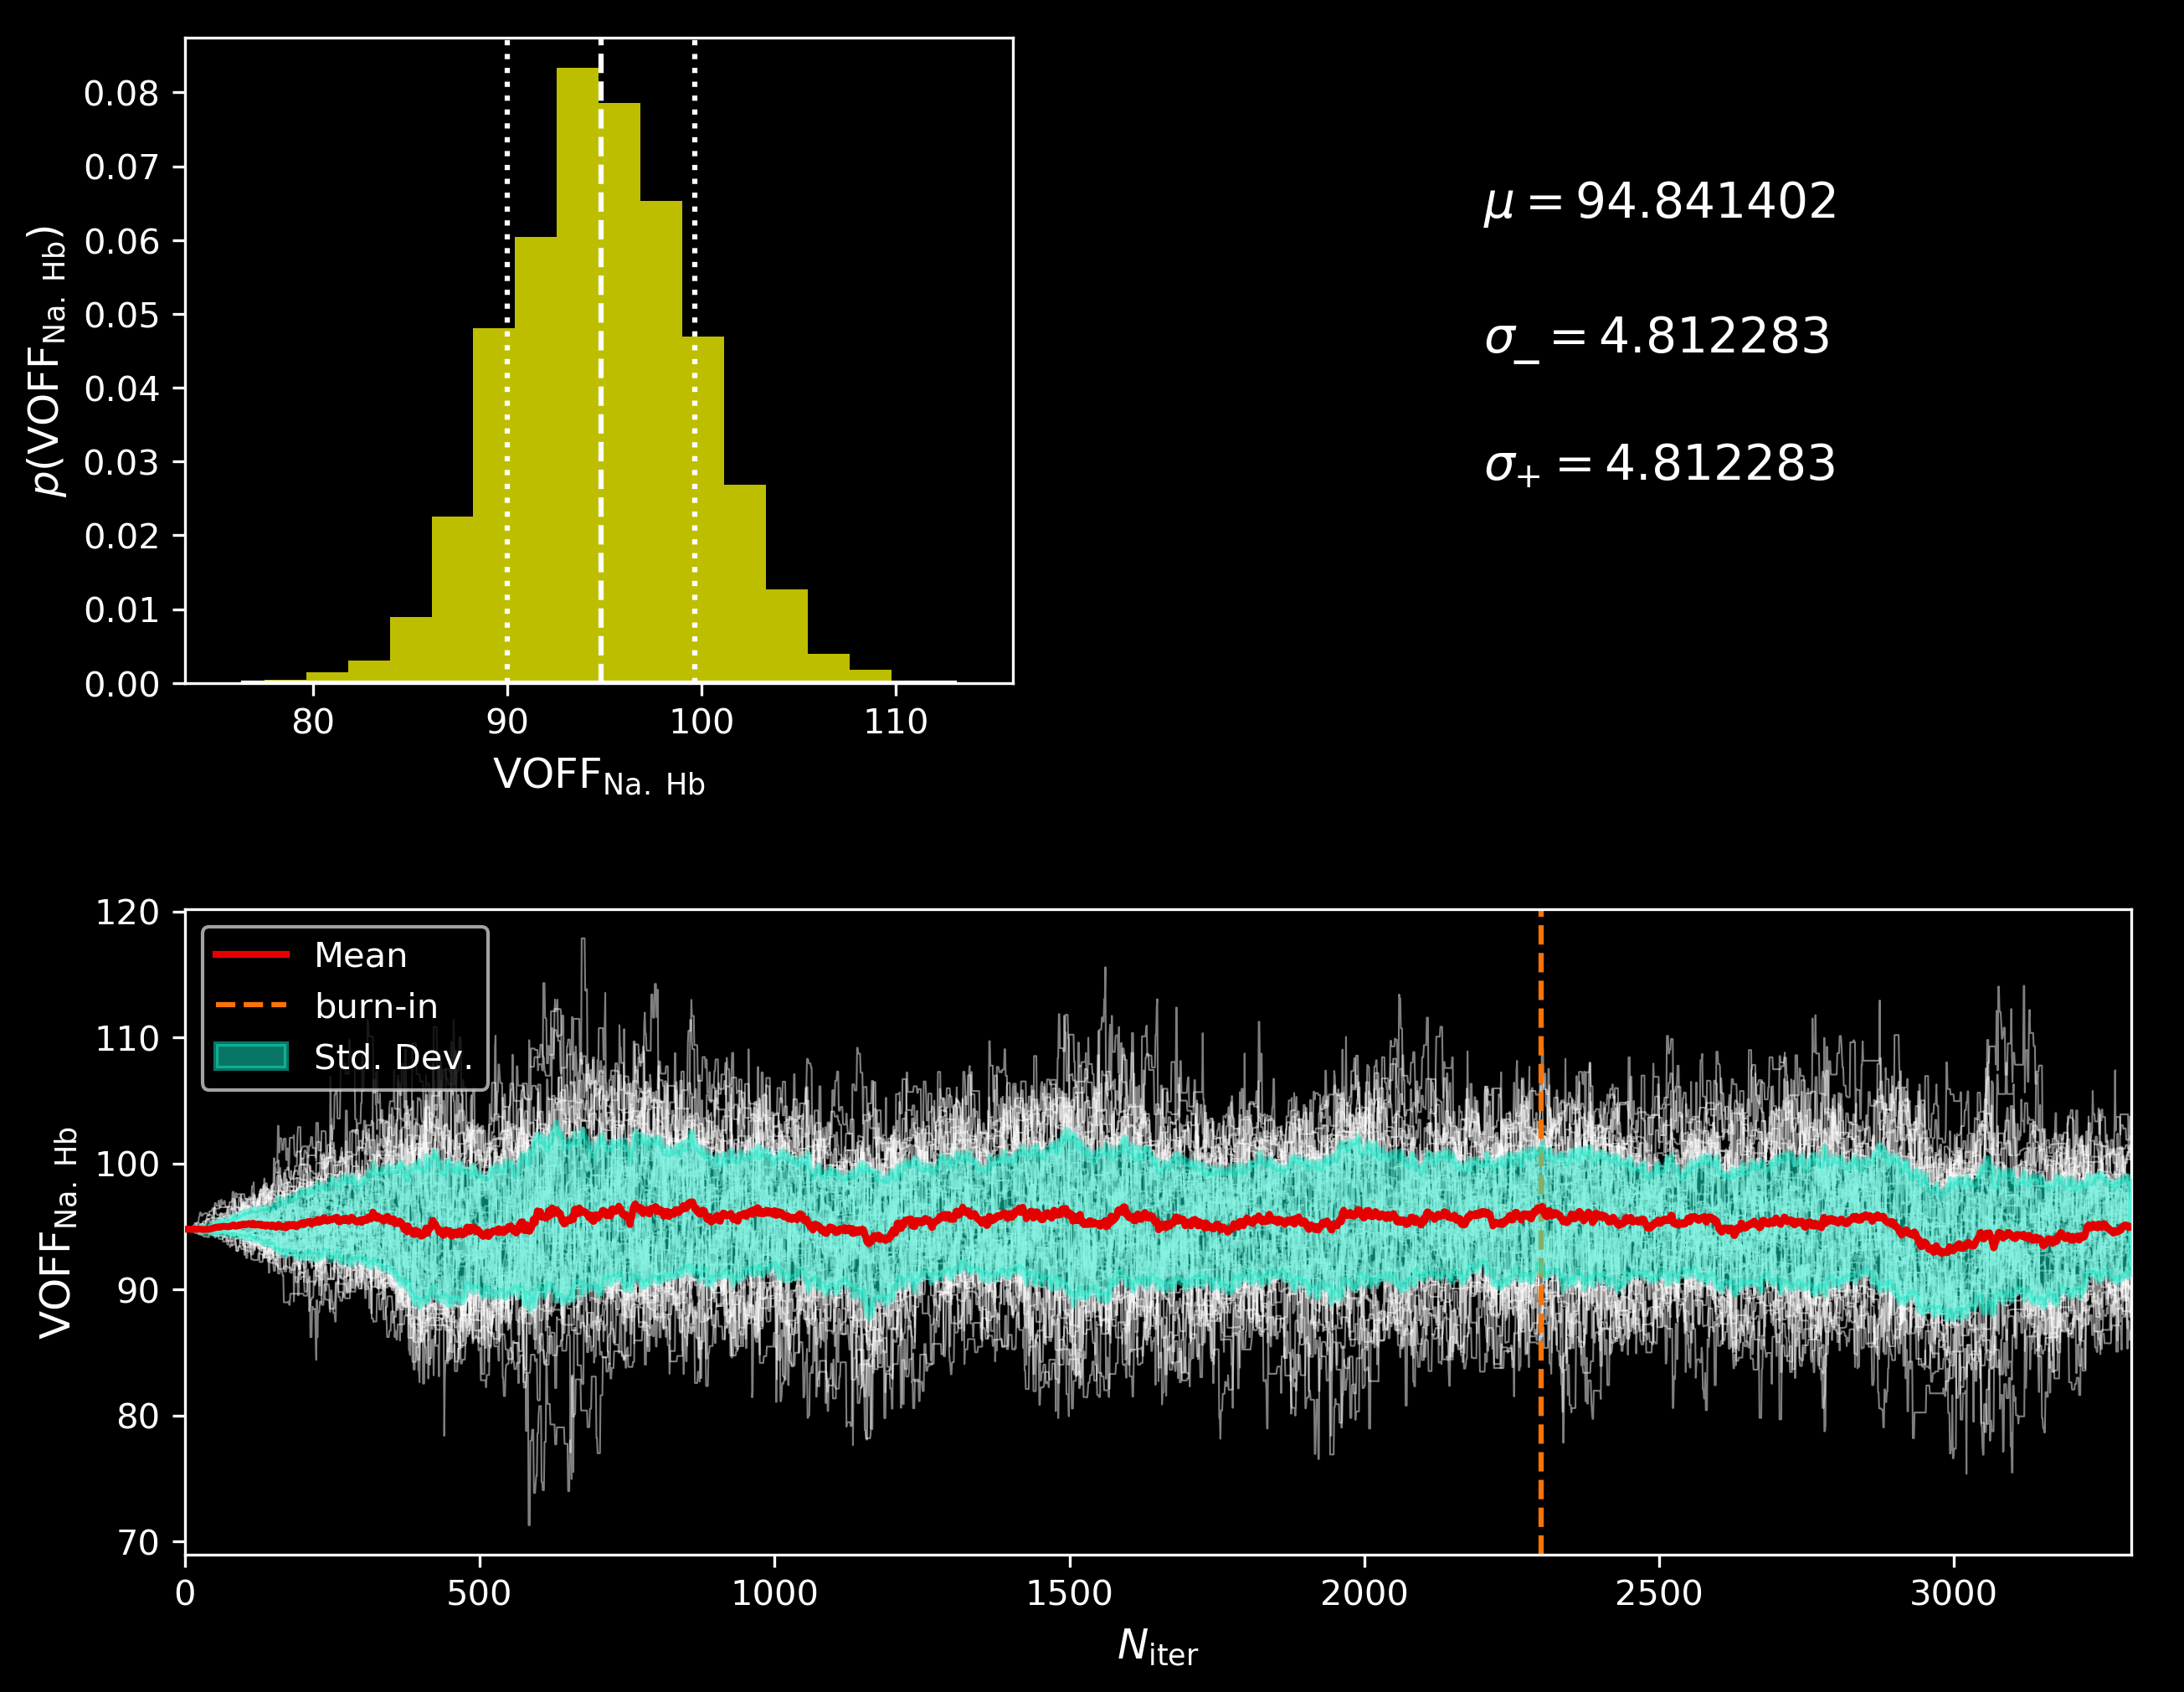 p(VOFF_Na. Hb)
0.08
0.07
0.06
0.05
0.04
0.03
0.02
0.01
0.00
80 90 100 110
VOFF_Na. Hb
μ = 94.841402
σ_− = 4.812283
σ_+ = 4.812283
VOFF_Na. Hb
120
110
100
90
80
70
Mean
burn-in
Std. Dev.
0 500 1000 1500 2000 2500 3000
N_iter